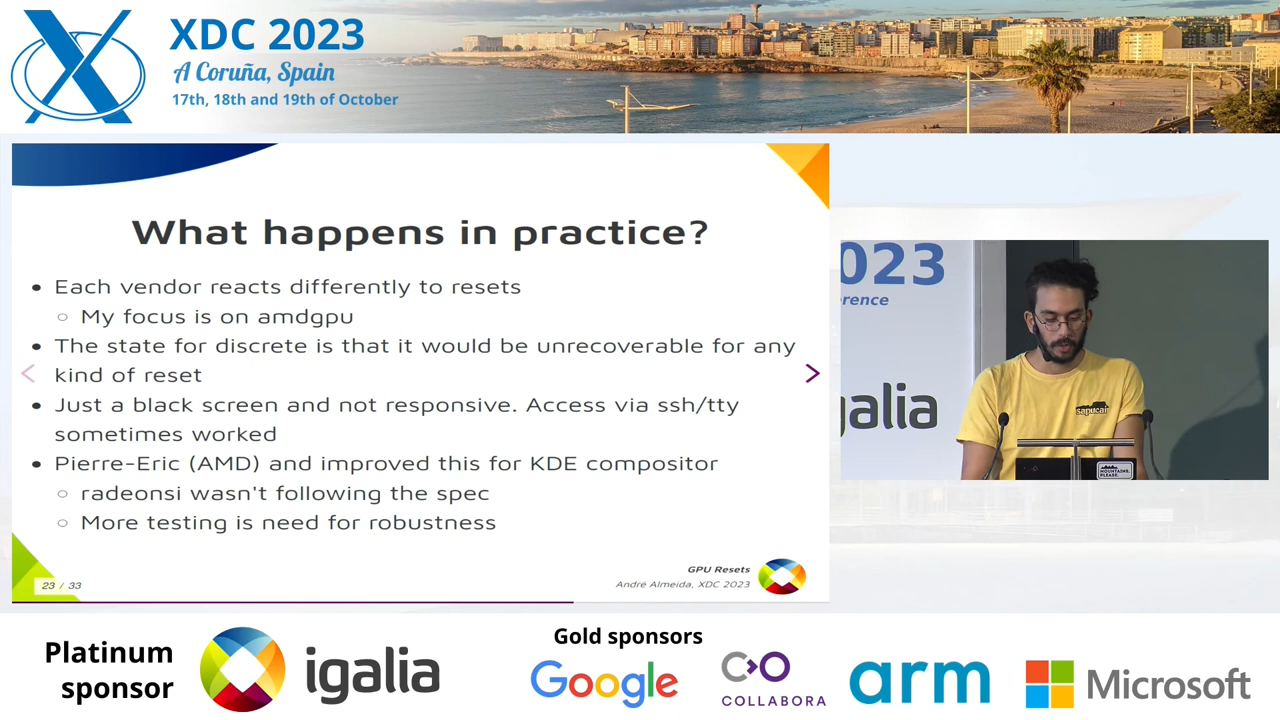 XDC 2023
A Coruña, Spain
17th, 18th and 19th of October
What happens in practice?
Each vendor reacts differently to resets
My focus is on amdgpu
The state for discrete is that it would be unrecoverable for any
kind of reset
Just a black screen and not responsive. Access via ssh/tty
sometimes worked
Pierre-Eric (AMD) and improved this for KDE compositor
radeonsi wasn't following the spec
More testing is need for robustness
GPU Resets
23 / 33
André Almeida, XDC 2023
023
erence
galia
sapucai
MOUNTAINS,
PLEASE.
Platinum
sponsor
igalia
Gold sponsors
Google
COLLABORA
arm
Microsoft